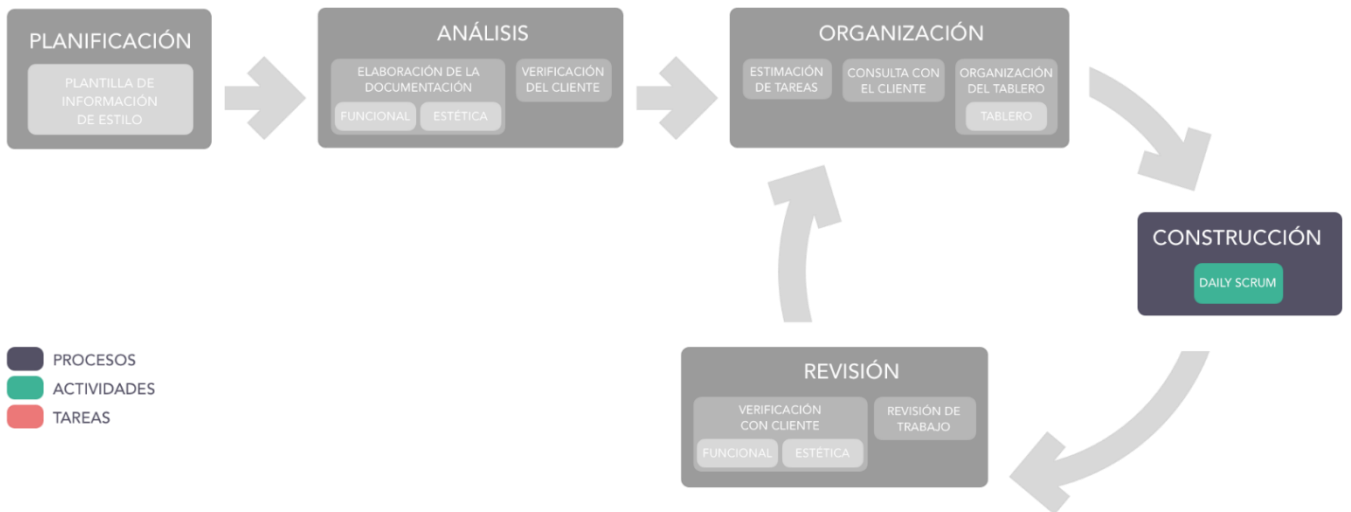 PLANIFICACIÓN
PLANTILLA DE
INFORMACIÓN
DE ESTILO
ANÁLISIS
ELABORACIÓN DE LA
DOCUMENTACIÓN
FUNCIONAL
ESTÉTICA
VERIFICACIÓN
DEL CLIENTE
ORGANIZACIÓN
ESTIMACIÓN
DE TAREAS
CONSULTA CON
EL CLIENTE
ORGANIZACIÓN
DEL TABLERO
TABLERO
CONSTRUCCIÓN
DAILY SCRUM
REVISIÓN
VERIFICACIÓN
CON CLIENTE
FUNCIONAL
ESTÉTICA
REVISIÓN DE
TRABAJO
PROCESOS
ACTIVIDADES
TAREAS